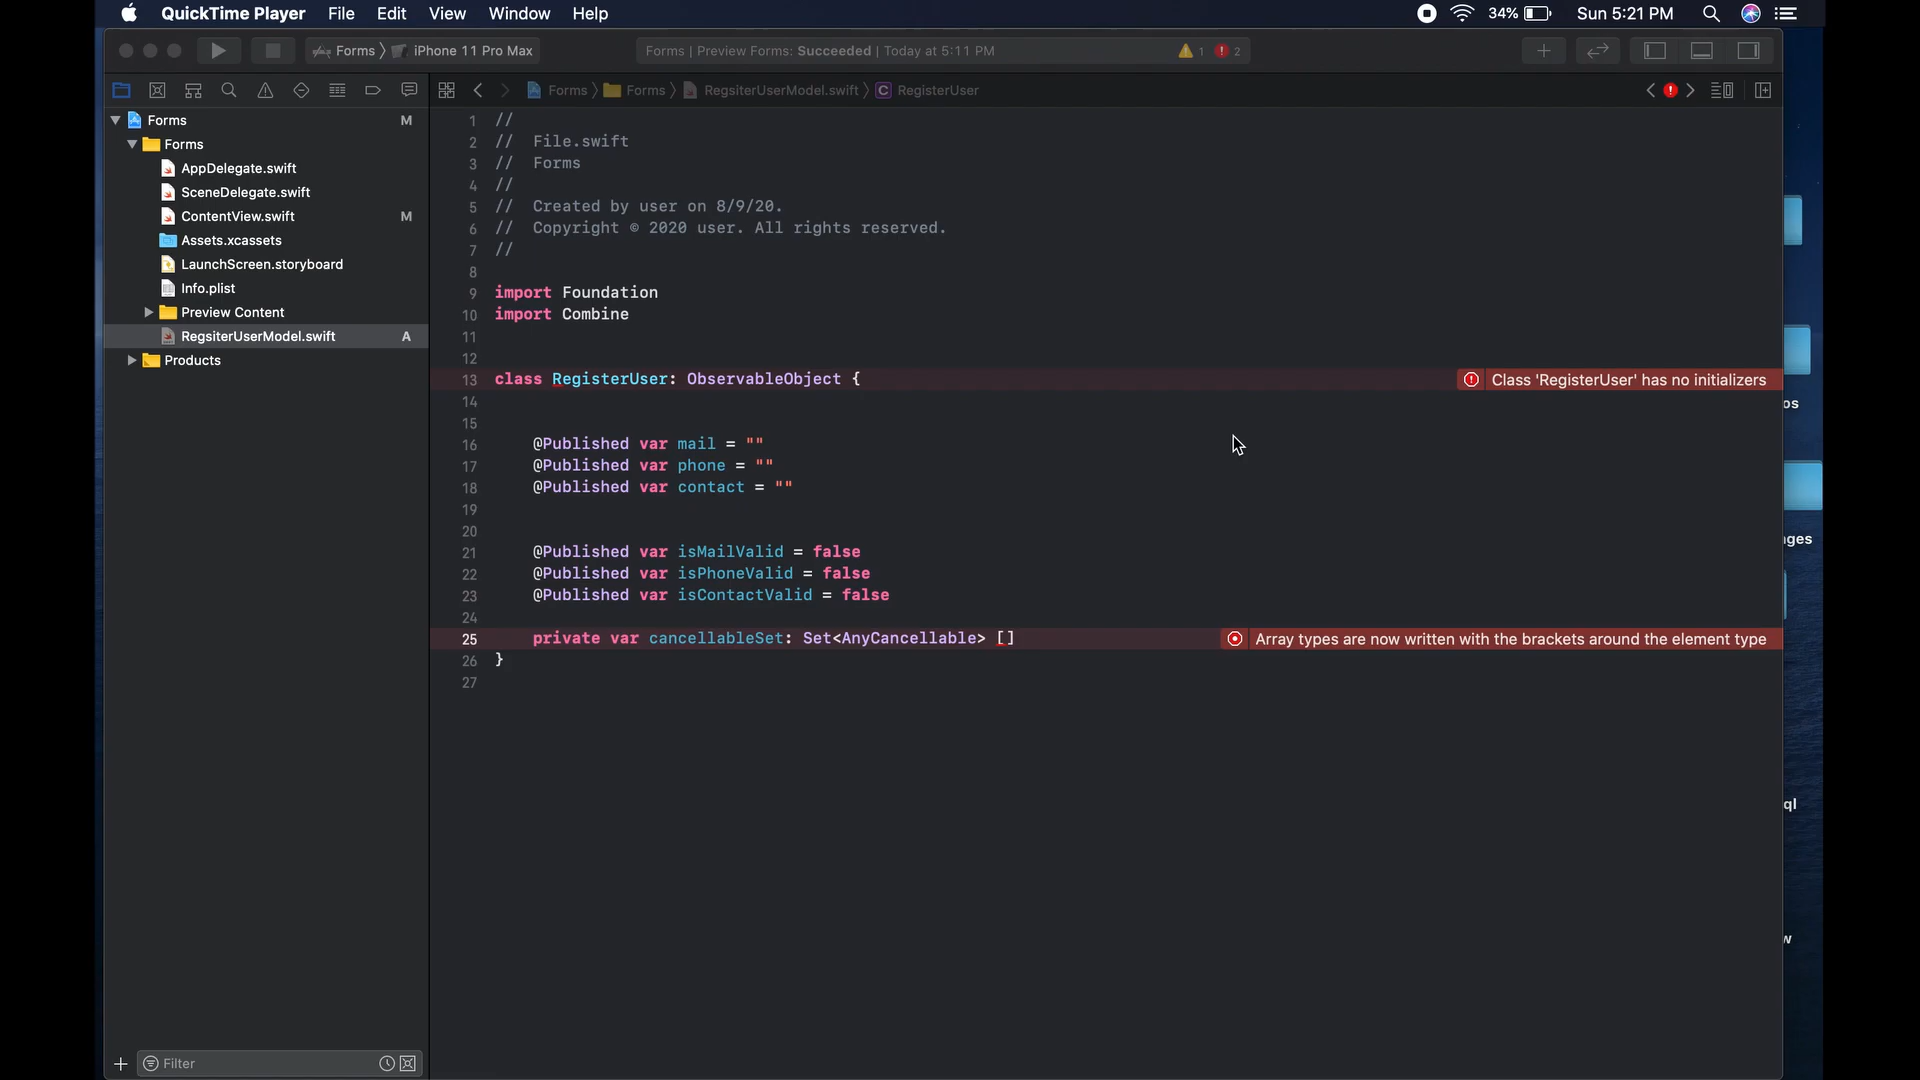 QuickTime Player File Edit View Window Help 34% Sun 5:21 PM
Forms iPhone 11 Pro Max Forms | Preview Forms: Succeeded | Today at 5:11 PM 1 2
Forms Forms RegsiterUserModel.swift C RegisterUser
Forms M
Forms
AppDelegate.swift
SceneDelegate.swift
ContentView.swift M
Assets.xcassets
LaunchScreen.storyboard
Info.plist
Preview Content
RegsiterUserModel.swift A
Products
Filter
1 //
2 // File.swift
3 // Forms
4 //
5 // Created by user on 8/9/20.
6 // Copyright © 2020 user. All rights reserved.
7 //
8
9 import Foundation
10 import Combine
11
12
13 class RegisterUser: ObservableObject { Class 'RegisterUser' has no initializers
14
15
16 @Published var mail = ""
17 @Published var phone = ""
18 @Published var contact = ""
19
20
21 @Published var isMailValid = false
22 @Published var isPhoneValid = false
23 @Published var isContactValid = false
24
25 private var cancellableSet: Set<AnyCancellable> [] Array types are now written with the brackets around the element type
26 }
27
os
ages
ql
w